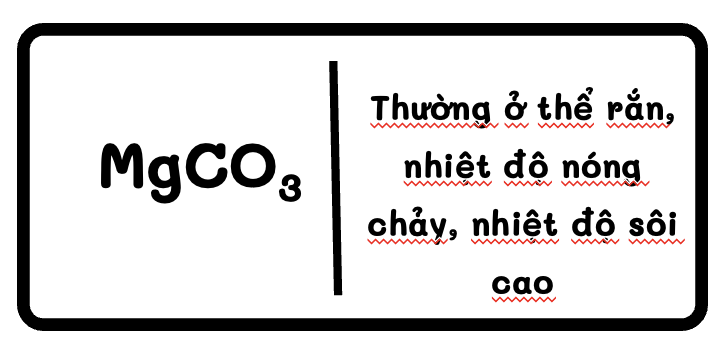 MgCO₃
Thường ở thể rắn,
nhiệt độ nóng
chảy, nhiệt độ sôi
cao